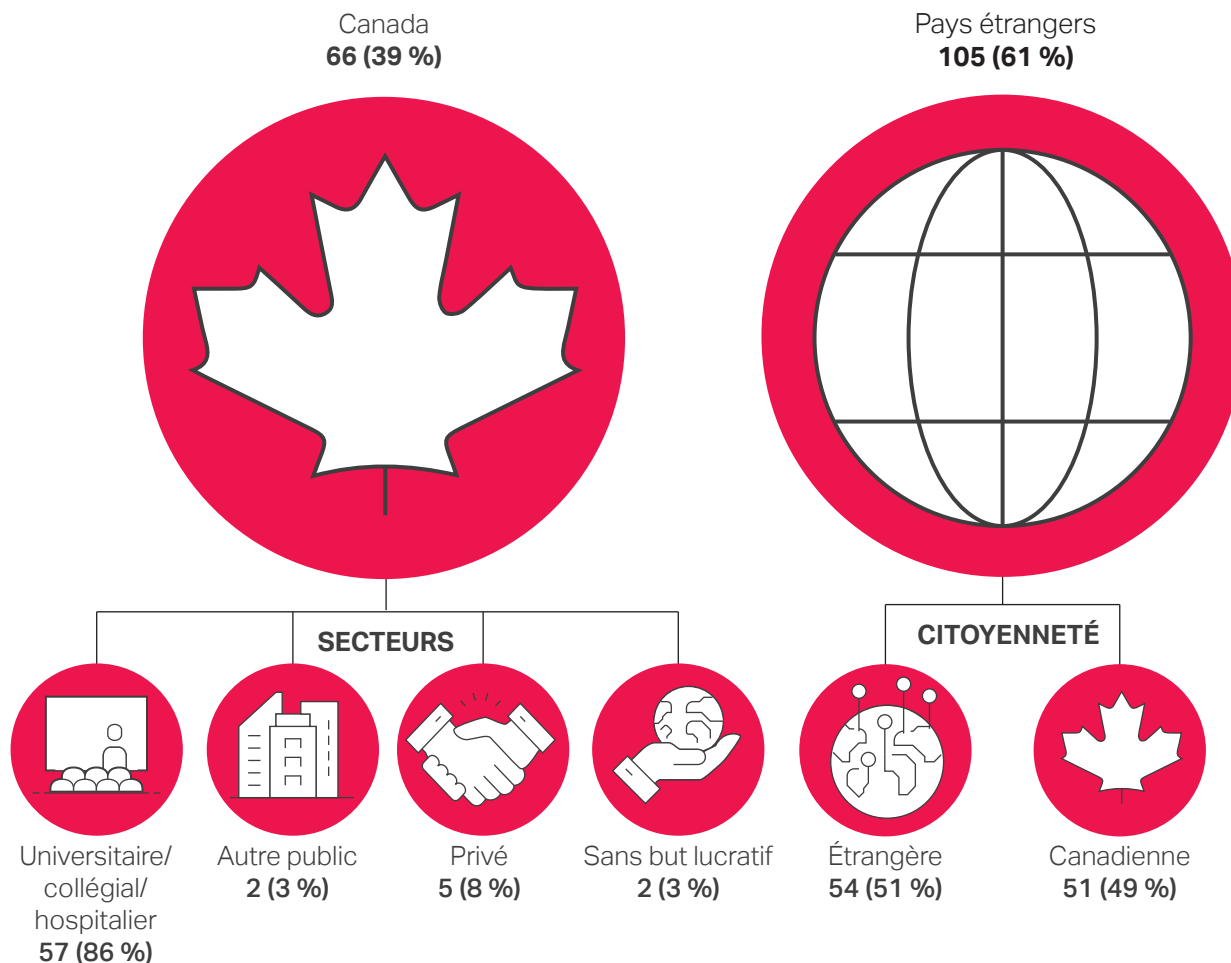 Canada
66 (39 %)
Pays étrangers
105 (61 %)
SECTEURS
CITOYENNETÉ
Universitaire/
collégial/
hospitalier
57 (86 %)
Autre public
2 (3 %)
Privé
5 (8 %)
Sans but lucratif
2 (3 %)
Étrangère
54 (51 %)
Canadienne
51 (49 %)